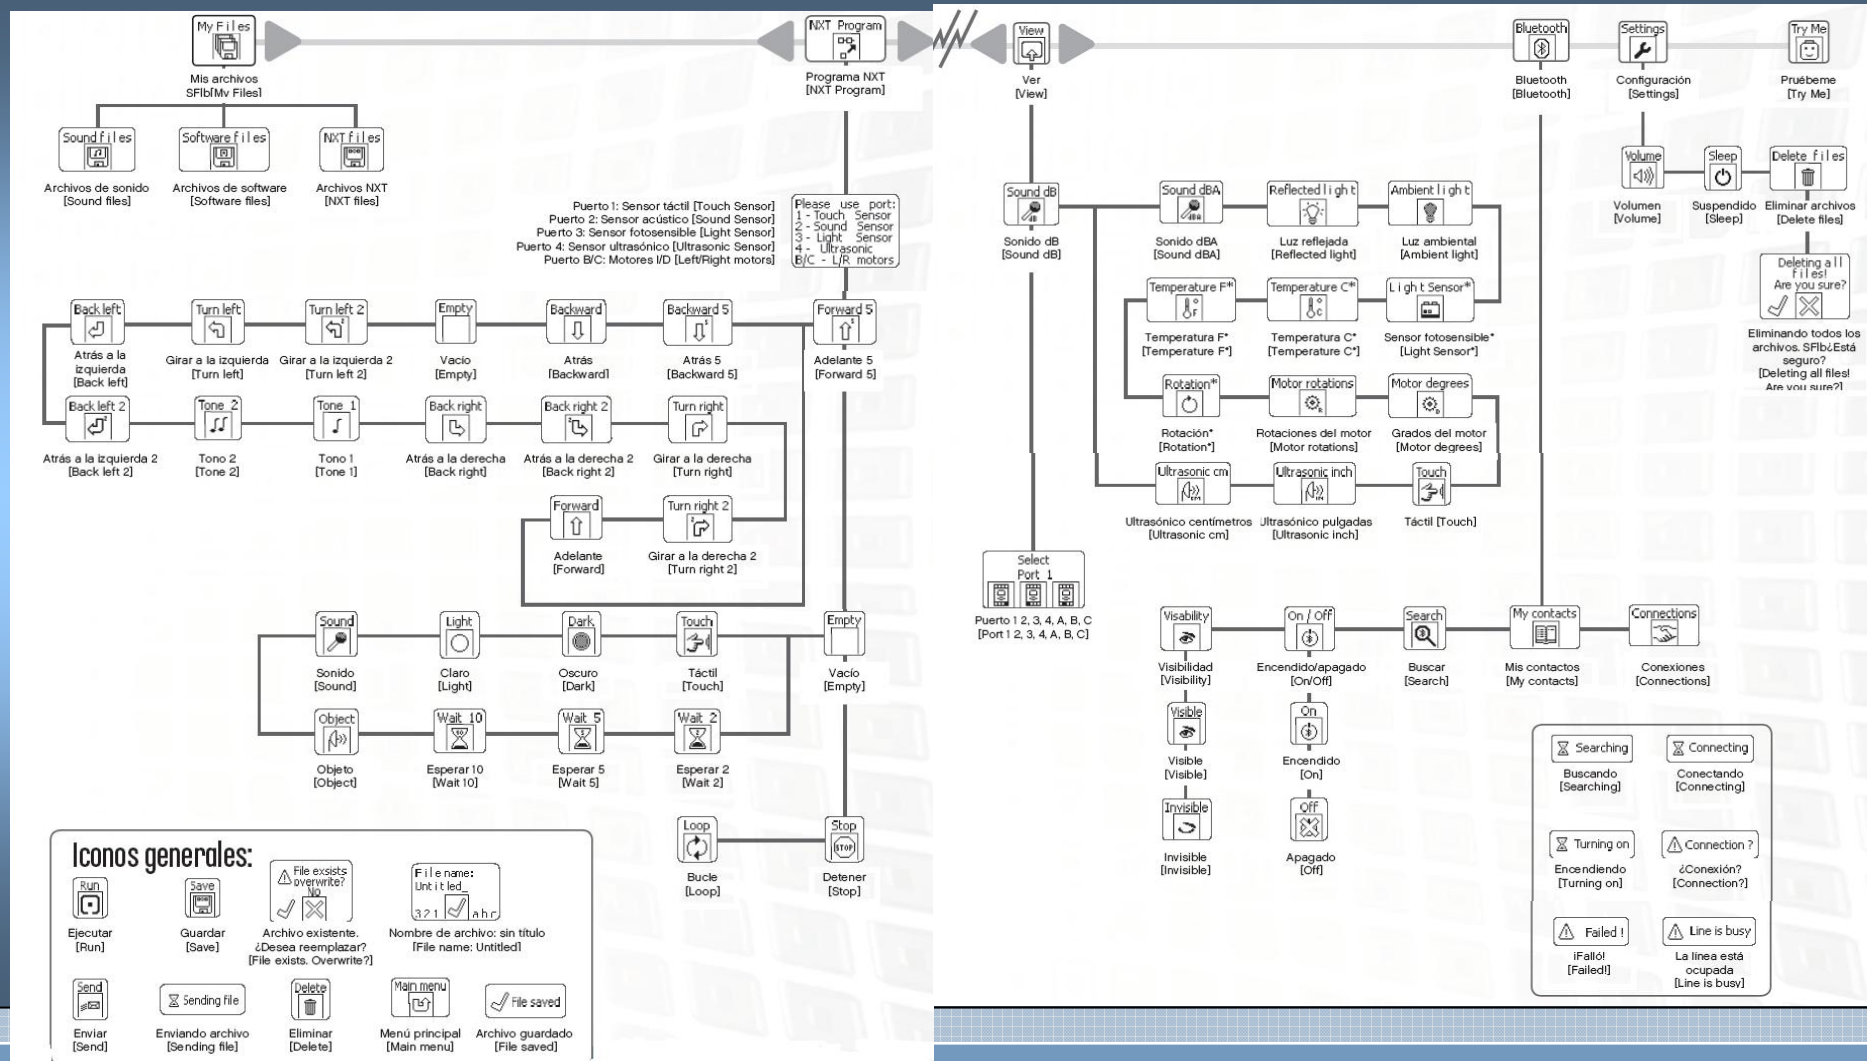 My Files
Mis archivos
SFlb[My Files]
Sound files
Archivos de sonido
[Sound files]
Software files
Archivos de software
[Software files]
NXT files
Archivos NXT
[NXT files]
NXT Program
Programa NXT
[NXT Program]
Puerto 1: Sensor táctil [Touch Sensor]
Puerto 2: Sensor acústico [Sound Sensor]
Puerto 3: Sensor fotosensible [Light Sensor]
Puerto 4: Sensor ultrasónico [Ultrasonic Sensor]
Puerto B/C: Motores I/D [Left/Right motors]
Please use port:
1 - Touch Sensor
2 - Sound Sensor
3 - Light Sensor
4 - Ultrasonic
B/C - L/R motors
Back left
Atrás a la
izquierda
[Back left]
Turn left
Girar a la izquierda
[Turn left]
Turn left 2
Girar a la izquierda 2
[Turn left 2]
Empty
Vacío
[Empty]
Backward
Atrás
[Backward]
Backward 5
Atrás 5
[Backward 5]
Forward 5
Adelante 5
[Forward 5]
Back left 2
Atrás a la izquierda 2
[Back left 2]
Tone 2
Tono 2
[Tone 2]
Tone 1
Tono 1
[Tone 1]
Back right
Atrás a la derecha
[Back right]
Back right 2
Atrás a la derecha 2
[Back right 2]
Turn right
Girar a la derecha
[Turn right]
Forward
Adelante
[Forward]
Turn right 2
Girar a la derecha 2
[Turn right 2]
Sound
Sonido
[Sound]
Light
Claro
[Light]
Dark
Oscuro
[Dark]
Touch
Táctil
[Touch]
Empty
Vacío
[Empty]
Object
Objeto
[Object]
Wait 10
Esperar 10
[Wait 10]
Wait 5
Esperar 5
[Wait 5]
Wait 2
Esperar 2
[Wait 2]
Loop
Bucle
[Loop]
Stop
STOP
Detener
[Stop]
Iconos generales:
Run
Ejecutar
[Run]
Save
Guardar
[Save]
File exsists
overwrite?
No
Archivo existente.
¿Desea reemplazar?
[File exists. Overwrite?]
File name:
Untitled_
321 abc
Nombre de archivo: sin título
[File name: Untitled]
Send
Enviar
[Send]
Sending file
Enviando archivo
[Sending file]
Delete
Eliminar
[Delete]
Main menu
Menú principal
[Main menu]
File saved
Archivo guardado
[File saved]
View
Ver
[View]
Bluetooth
Bluetooth
[Bluetooth]
Settings
Configuración
[Settings]
Try Me
Pruébeme
[Try Me]
Volume
Volumen
[Volume]
Sleep
Suspendido
[Sleep]
Delete files
Eliminar archivos
[Delete files]
Deleting all
files!
Are you sure?
Eliminando todos los
archivos. SFlb¿Está
seguro?
[Deleting all files!
Are you sure?]
Sound dB
Sonido dB
[Sound dB]
Sound dBA
Sonido dBA
[Sound dBA]
Reflected light
Luz reflejada
[Reflected light]
Ambient light
Luz ambiental
[Ambient light]
Temperature F*
Temperatura F*
[Temperature F*]
Temperature C*
Temperatura C*
[Temperature C*]
Light Sensor*
Sensor fotosensible*
[Light Sensor*]
Rotation*
Rotación*
[Rotation*]
Motor rotations
Rotaciones del motor
[Motor rotations]
Motor degrees
Grados del motor
[Motor degrees]
Ultrasonic cm
Ultrasónico centímetros
[Ultrasonic cm]
Ultrasonic inch
Ultrasónico pulgadas
[Ultrasonic inch]
Touch
Táctil [Touch]
Select
Port 1
Puerto 1 2, 3, 4, A, B, C
[Port 1 2, 3, 4, A, B, C]
Visability
Visibilidad
[Visibility]
On / Off
Encendido/apagado
[On/Off]
Search
Buscar
[Search]
My contacts
Mis contactos
[My contacts]
Connections
Conexiones
[Connections]
Visible
Visible
[Visible]
On
Encendido
[On]
Invisible
Invisible
[Invisible]
Off
Apagado
[Off]
Searching
Buscando
[Searching]
Connecting
Conectando
[Connecting]
Turning on
Encendiendo
[Turning on]
Connection ?
¿Conexión?
[Connection?]
Failed !
¡Falló!
[Failed!]
Line is busy
La línea está
ocupada
[Line is busy]